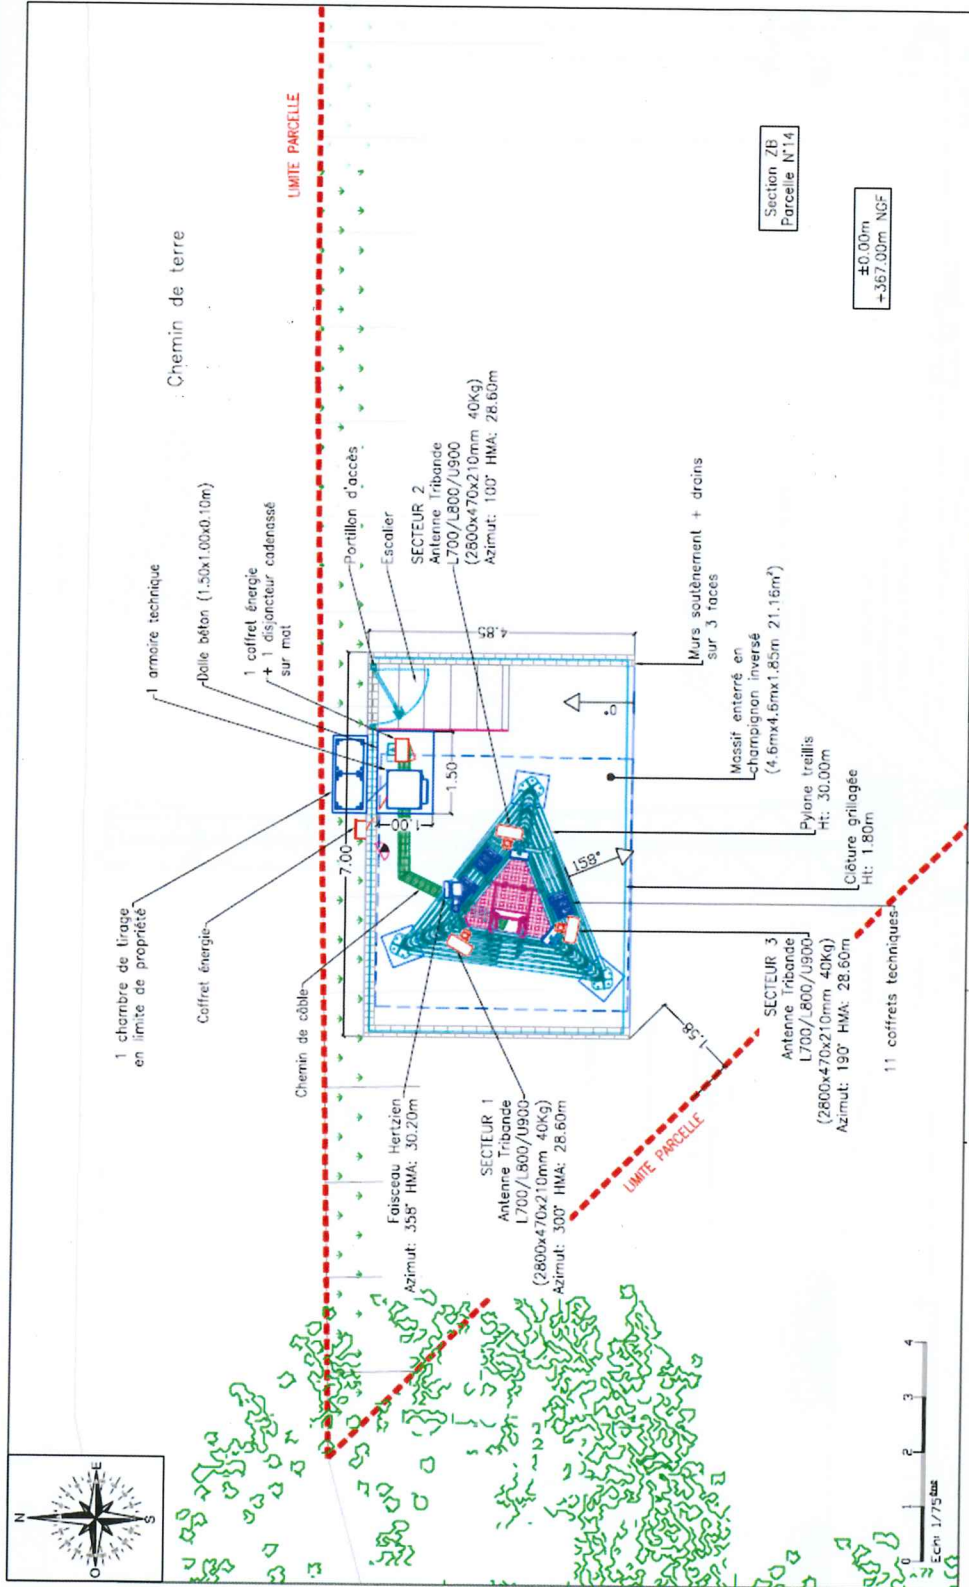 N
O
E
S
Chemin de terre
LIMITE PARCELLE
1 chambre de tirage
en limite de propriété
1 armoire technique
Dalle béton (1.50x1.00x0.10m)
Coffret énergie
1 coffret énergie
+ 1 disjoncteur cadenassé
sur mat
Chemin de câble
Portillon d'accès
Escalier
7.00
1.00
1.50
4.85
0°
158°
1.58
Faisceau Hertzien
Azimut: 358° HMA: 30.20m
SECTEUR 2
Antenne Tribande
L700/L800/U900
(2800x470x210mm 40Kg)
Azimut: 100° HMA: 28.60m
SECTEUR 1
Antenne Tribande
L700/L800/U900
(2800x470x210mm 40Kg)
Azimut: 300° HMA: 28.60m
LIMITE PARCELLE
Murs soutènement + drains
sur 3 faces
Massif enterré en
champignon inversé
(4.6mx4.6mx1.85m 21.16m²)
Pylone treillis
Ht: 30.00m
Clôture grillagée
Ht: 1.80m
SECTEUR 3
Antenne Tribande
L700/L800/U900
(2800x470x210mm 40Kg)
Azimut: 190° HMA: 28.60m
11 coffrets techniques
Section ZB
Parcelle N°14
±0.00m
+367.00m NGF
0 1 2 3 4
Ech: 1/75ème